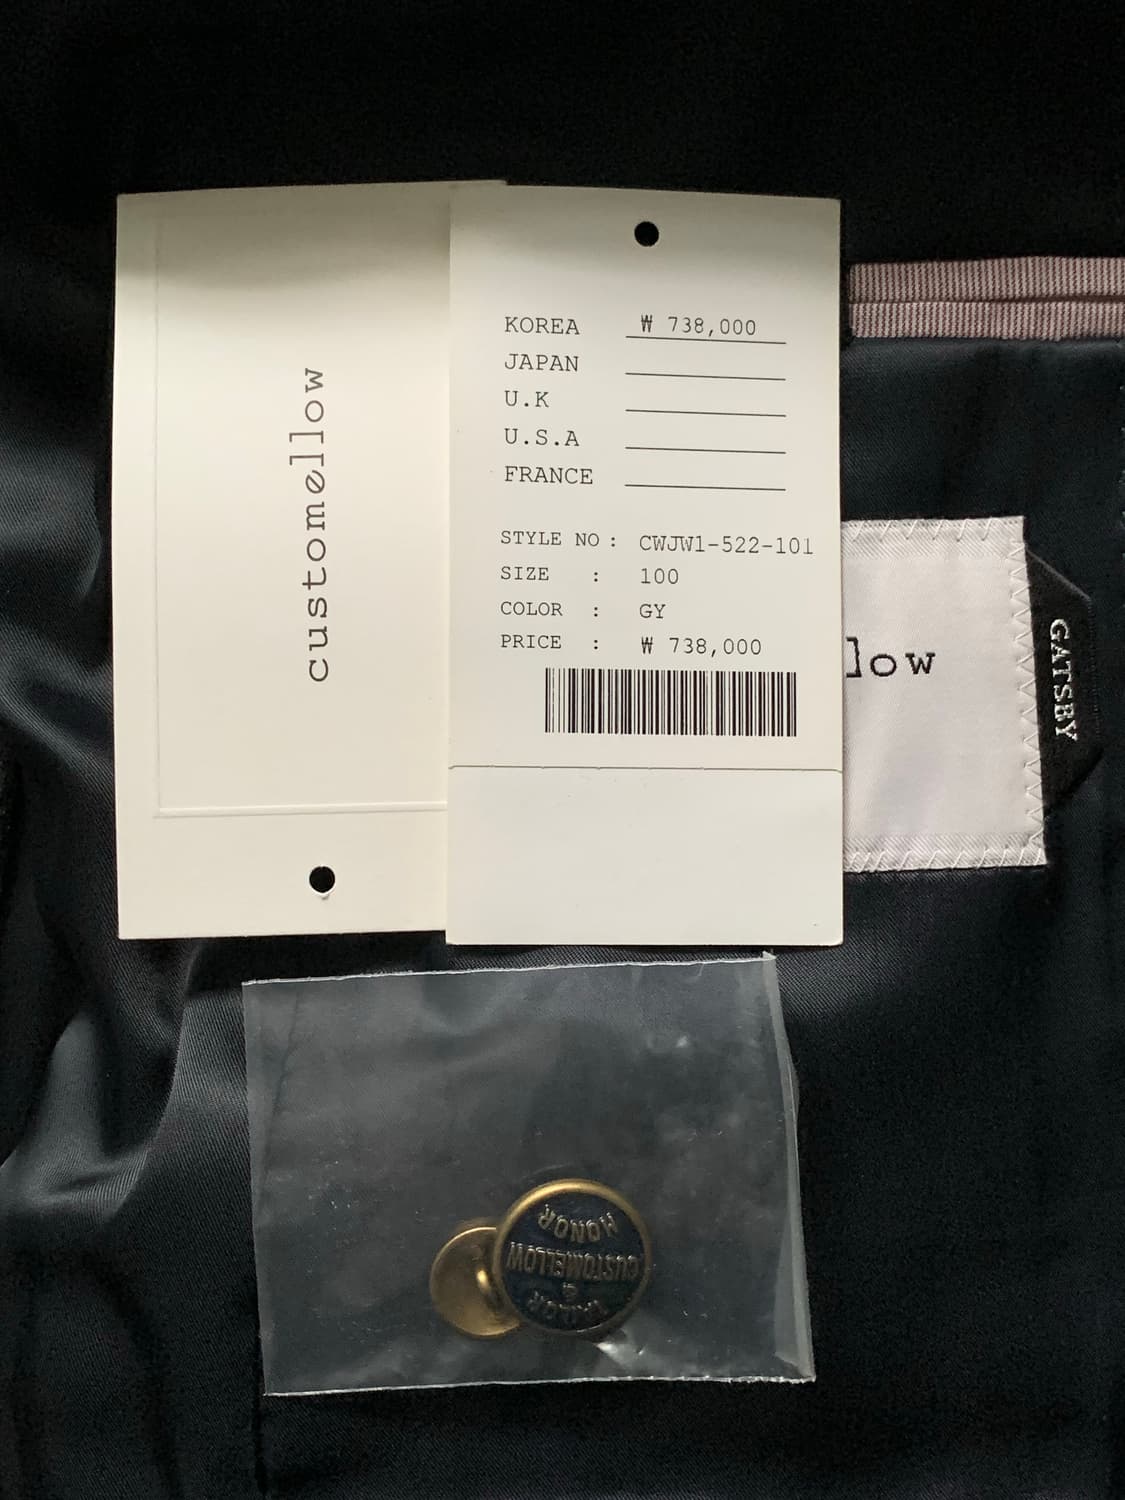 customellow
KOREA ₩ 738,000
JAPAN
U.K
U.S.A
FRANCE
STYLE NO : CWJW1-522-101
SIZE : 100
COLOR : GY
PRICE : ₩ 738,000
low
GATSBY
TAILOR
&
CUSTOMELLOW
HONOR